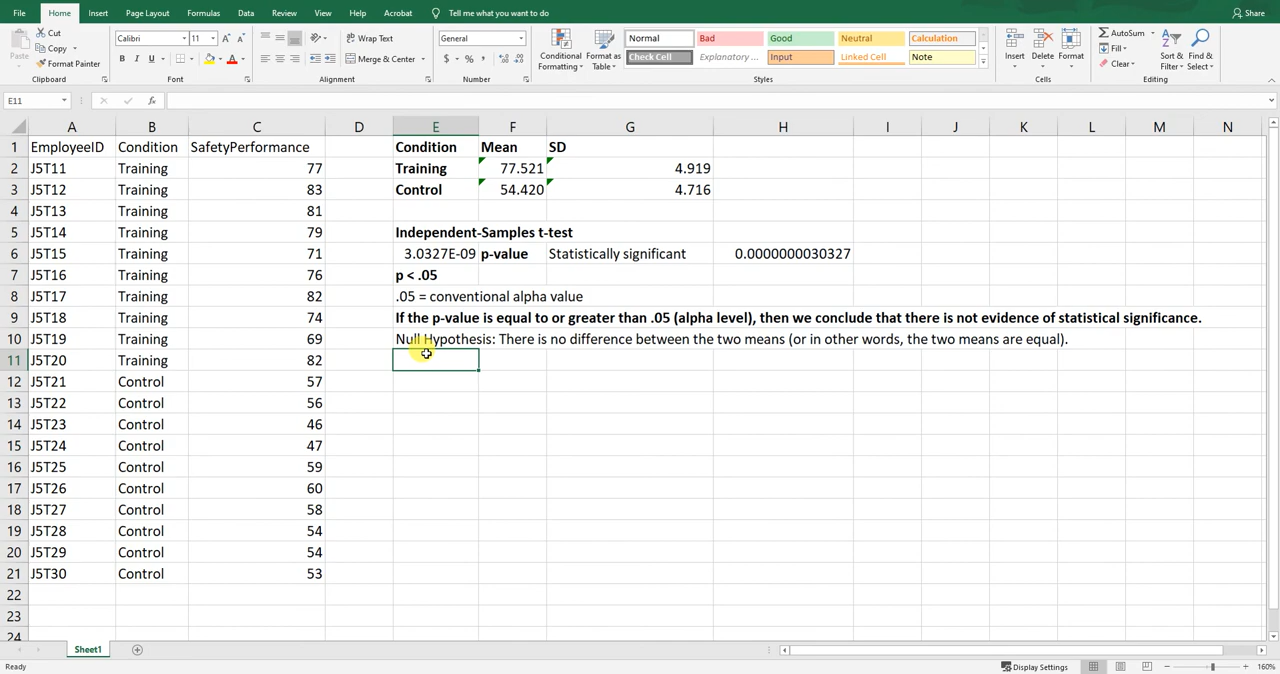 File Home Insert Page Layout Formulas Data Review View Help Acrobat Tell me what you want to do Share
Paste Cut Copy Format Painter Clipboard
Calibri 11 A A B I U A Font
Wrap Text Merge & Center Alignment
General $ % , Number
Conditional Formatting Format as Table Normal Bad Good Neutral Calculation Check Cell Explanatory ... Input Linked Cell Note Styles
Insert Delete Format Cells
AutoSum Fill Clear Sort & Filter Find & Select Editing
E11 fx
A B C D E F G H I J K L M N
1 EmployeeID Condition SafetyPerformance Condition Mean SD
2 J5T11 Training 77 Training 77.521 4.919
3 J5T12 Training 83 Control 54.420 4.716
4 J5T13 Training 81
5 J5T14 Training 79 Independent-Samples t-test
6 J5T15 Training 71 3.0327E-09 p-value Statistically significant 0.0000000030327
7 J5T16 Training 76 p < .05
8 J5T17 Training 82 .05 = conventional alpha value
9 J5T18 Training 74 If the p-value is equal to or greater than .05 (alpha level), then we conclude that there is not evidence of statistical significance.
10 J5T19 Training 69 Null Hypothesis: There is no difference between the two means (or in other words, the two means are equal).
11 J5T20 Training 82
12 J5T21 Control 57
13 J5T22 Control 56
14 J5T23 Control 46
15 J5T24 Control 47
16 J5T25 Control 59
17 J5T26 Control 60
18 J5T27 Control 58
19 J5T28 Control 54
20 J5T29 Control 54
21 J5T30 Control 53
22
23
24
Sheet1
Ready Display Settings 160%